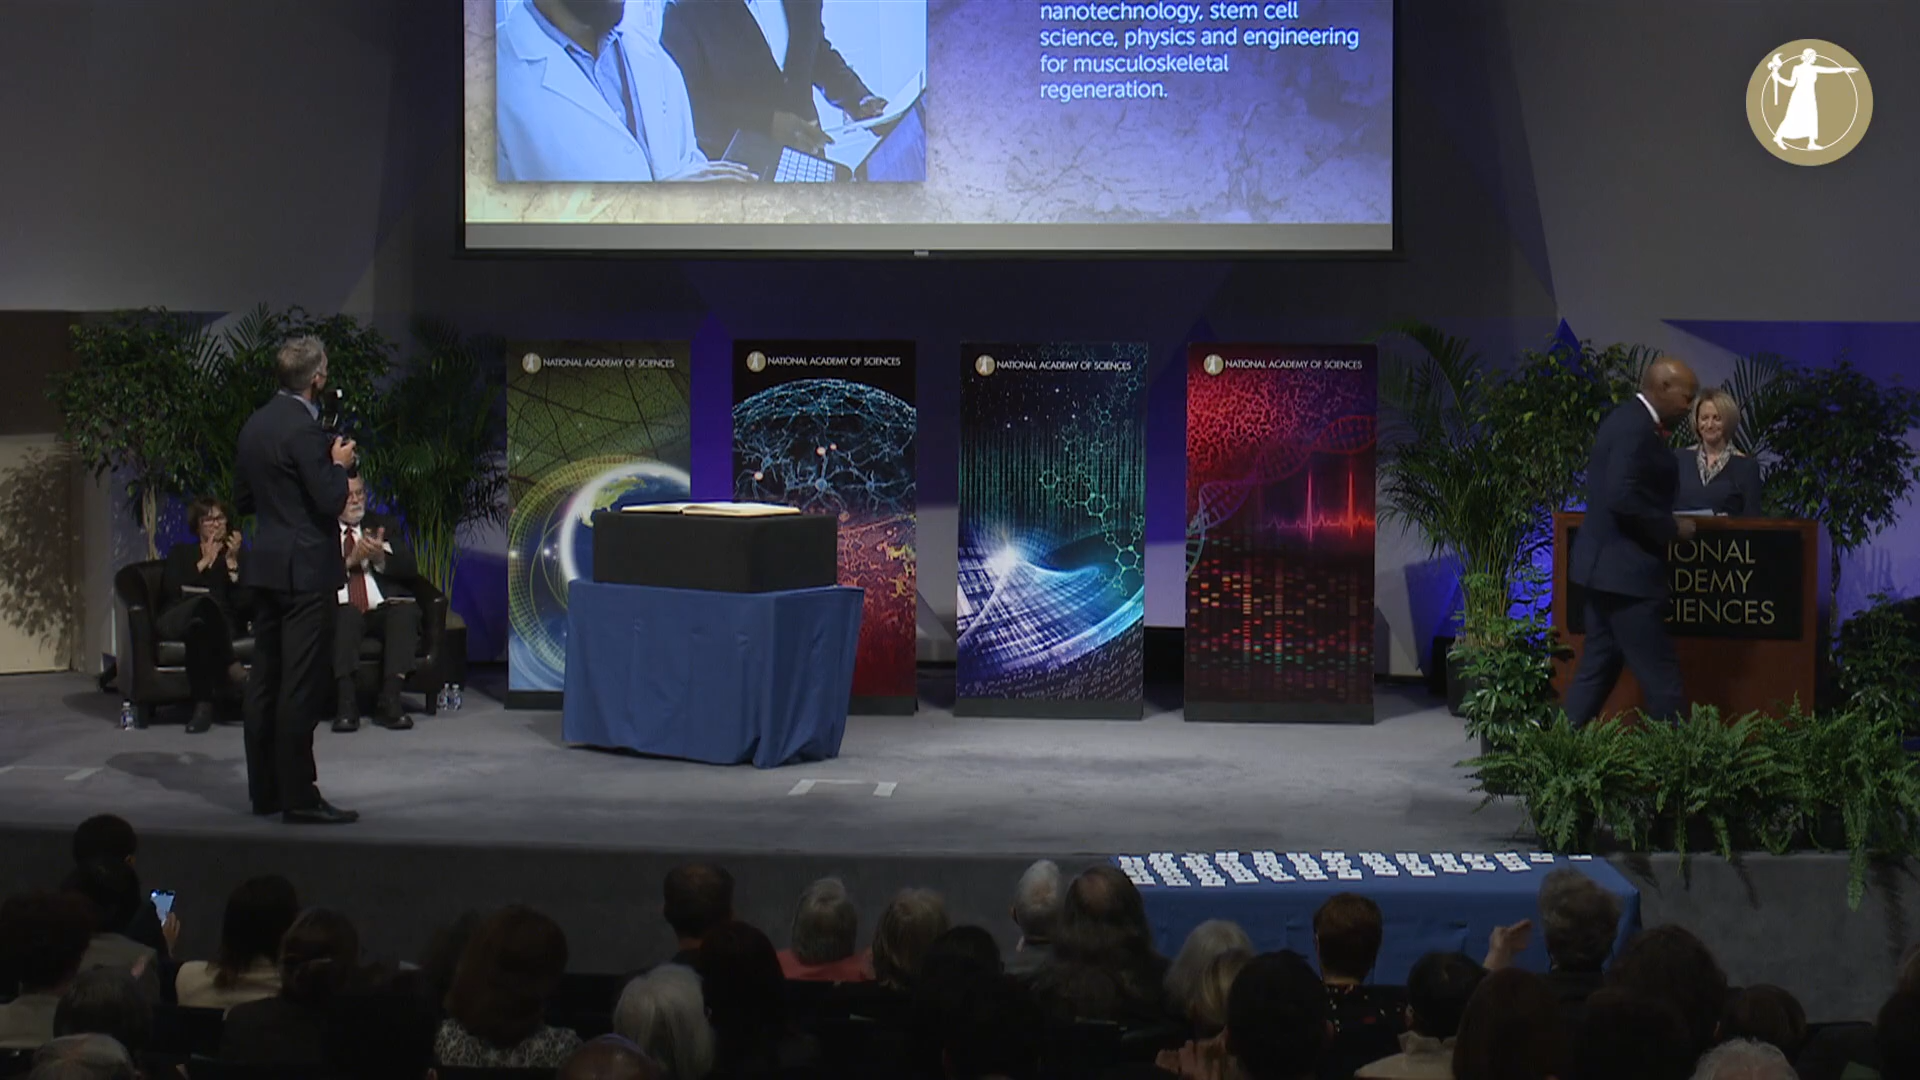 nanotechnology, stem cell
science, physics and engineering
for musculoskeletal
regeneration.
NATIONAL ACADEMY OF SCIENCES
NATIONAL ACADEMY OF SCIENCES
NATIONAL ACADEMY OF SCIENCES
NATIONAL ACADEMY OF SCIENCES
IONAL
ADEMY
CIENCES